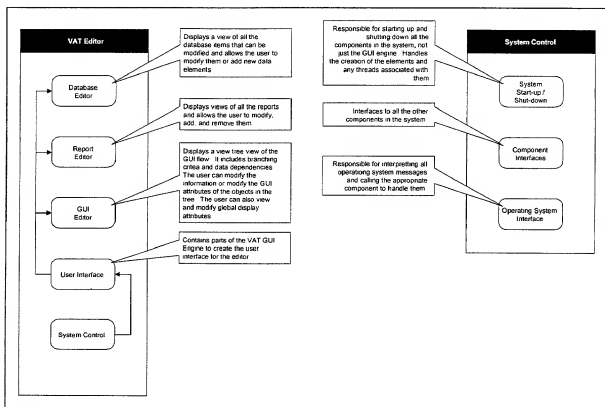 VAT Editor
Displays a view of all the
database items that can be
modified and allows the user to
modify them or add new data
elements
Database
Editor
Displays views of all the reports
and allows the user to modify,
add, and remove them
Report
Editor
Displays a view tree view of the
GUI flow  It includes branching
critea and data dependencies
The user can modify the
information or modify the GUI
attributes of the objects in the
tree  The user can also view
and modify global display
attributes
GUI
Editor
Contains parts of the VAT GUI
Engine to create the user
interface for the editor
User Interface
System Control
System Control
Responsible for starting up and
shutting down all the
components in the system, not
just the GUI engine  Handles
the creation of the elements and
any threads associated with
them
System
Start-up /
Shut-down
Interfaces to all the other
components in the system
Component
Interfaces
Responsible for interpretting all
operationg system messages
and calling the appropriate
component to handle them
Operating System
Interface